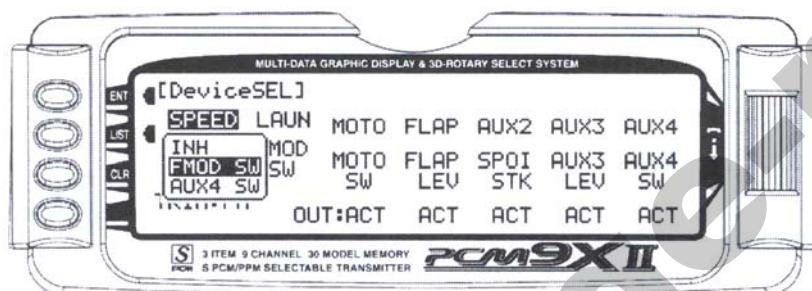 MULTI-DATA GRAPHIC DISPLAY & 3D-ROTARY SELECT SYSTEM
ENT
LIST
CLR
[DeviceSEL]
SPEED LAUN MOTO FLAP AUX2 AUX3 AUX4
INH
FMOD SW
AUX4 SW
MOD
SW
MOTO FLAP SPOI AUX3 AUX4
SW LEV STK LEV SW
OUT:ACT ACT ACT ACT ACT
S
PCM
3 ITEM 9 CHANNEL 30 MODEL MEMORY
S PCM/PPM SELECTABLE TRANSMITTER
PCM9XII